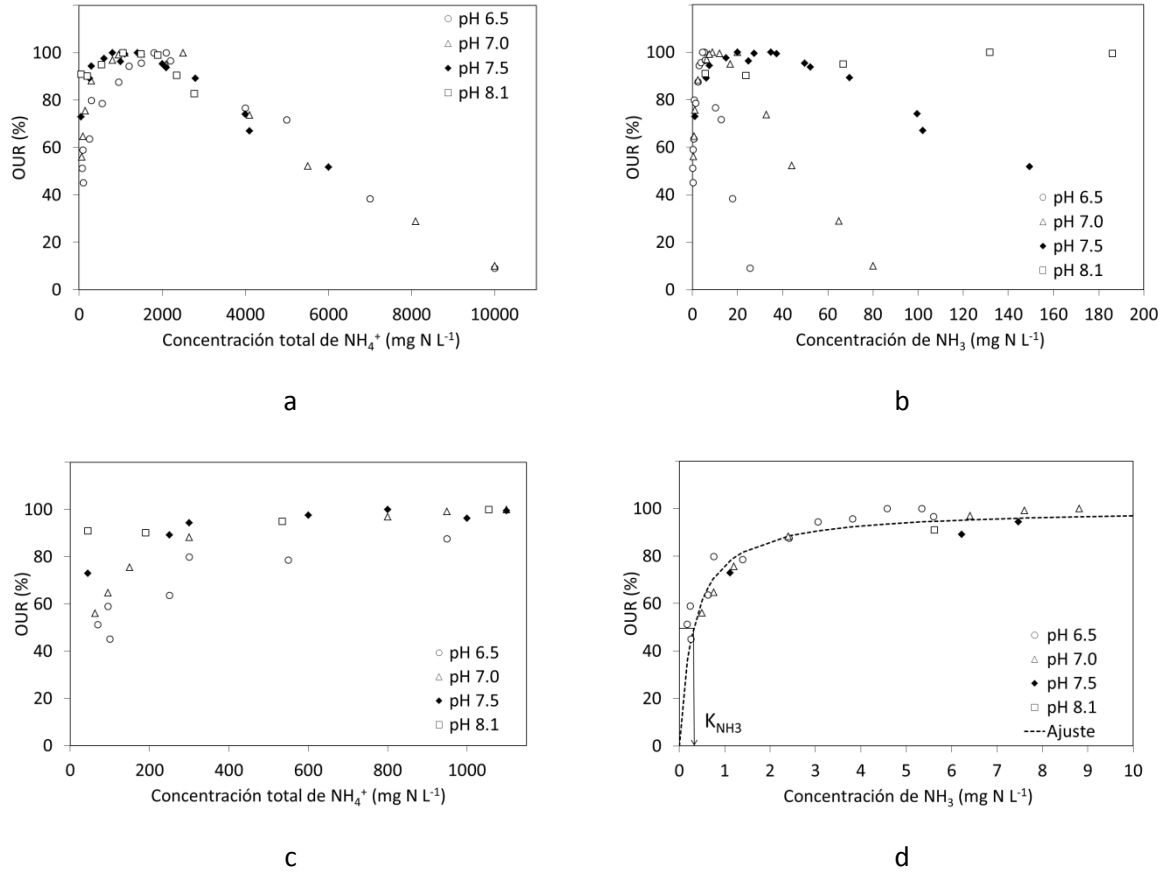 120
100
80
60
40
20
0
OUR (%)
0 2000 4000 6000 8000 10000
Concentración total de NH₄⁺ (mg N L⁻¹)
pH 6.5
pH 7.0
pH 7.5
pH 8.1
a
120
100
80
60
40
20
0
OUR (%)
0 20 40 60 80 100 120 140 160 180 200
Concentración de NH₃ (mg N L⁻¹)
pH 6.5
pH 7.0
pH 7.5
pH 8.1
b
120
100
80
60
40
20
0
OUR (%)
0 200 400 600 800 1000
Concentración total de NH₄⁺ (mg N L⁻¹)
pH 6.5
pH 7.0
pH 7.5
pH 8.1
c
120
100
80
60
40
20
0
OUR (%)
K_NH3
0 1 2 3 4 5 6 7 8 9 10
Concentración de NH₃ (mg N L⁻¹)
pH 6.5
pH 7.0
pH 7.5
pH 8.1
Ajuste
d